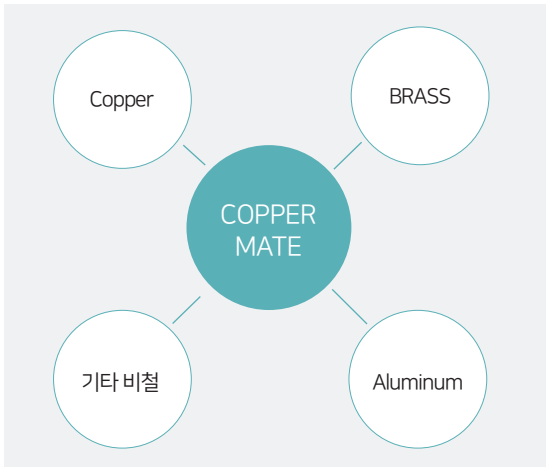 Copper
BRASS
COPPER
MATE
기타 비철
Aluminum